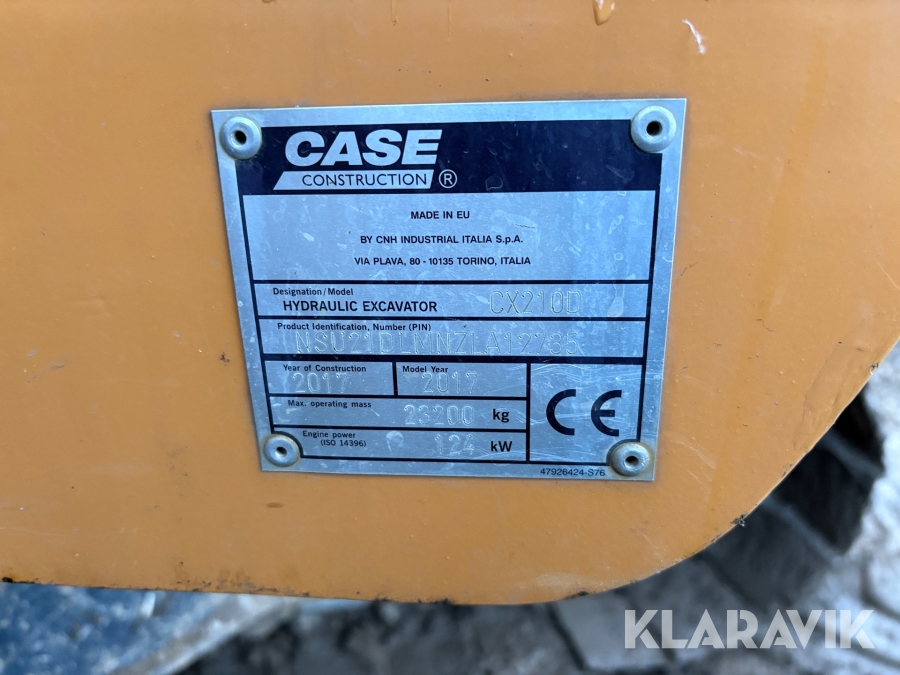 CASE
CONSTRUCTION ®
MADE IN EU
BY CNH INDUSTRIAL ITALIA S.p.A.
VIA PLAVA, 80 - 10135 TORINO, ITALIA
Designation/Model
HYDRAULIC EXCAVATOR CX210D
Product Identification, Number (PIN)
Year of Construction Model Year
2017 2017
Max. operating mass
23200 kg
Engine power
(ISO 14396) 124 kW
CE
47926424-S76
KLARAVIK